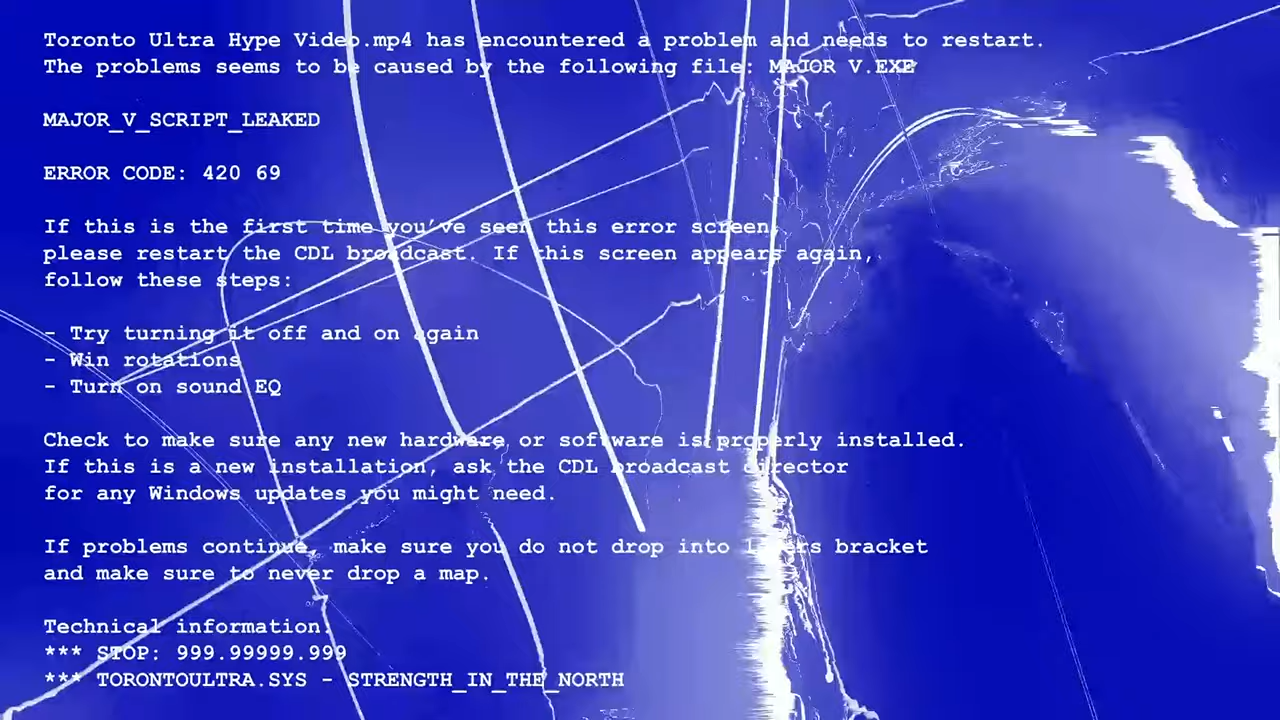 Toronto Ultra Hype Video.mp4 has encountered a problem and needs to restart.
The problems seems to be caused by the following file: MAJOR V.EXE
MAJOR_V_SCRIPT_LEAKED
ERROR CODE: 420 69
If this is the first time you've seen this error screen,
please restart the CDL broadcast. If this screen appears again,
follow these steps:
- Try turning it off and on again
- Win rotations
- Turn on sound EQ
Check to make sure any new hardware or software is properly installed.
If this is a new installation, ask the CDL broadcast director
for any Windows updates you might need.
If problems continue, make sure you do not drop into losers bracket
and make sure to never drop a map.
Technical information:
*** STOP: 999.99999.999
*** TORONTOULTRA.SYS - STRENGTH_IN_THE_NORTH